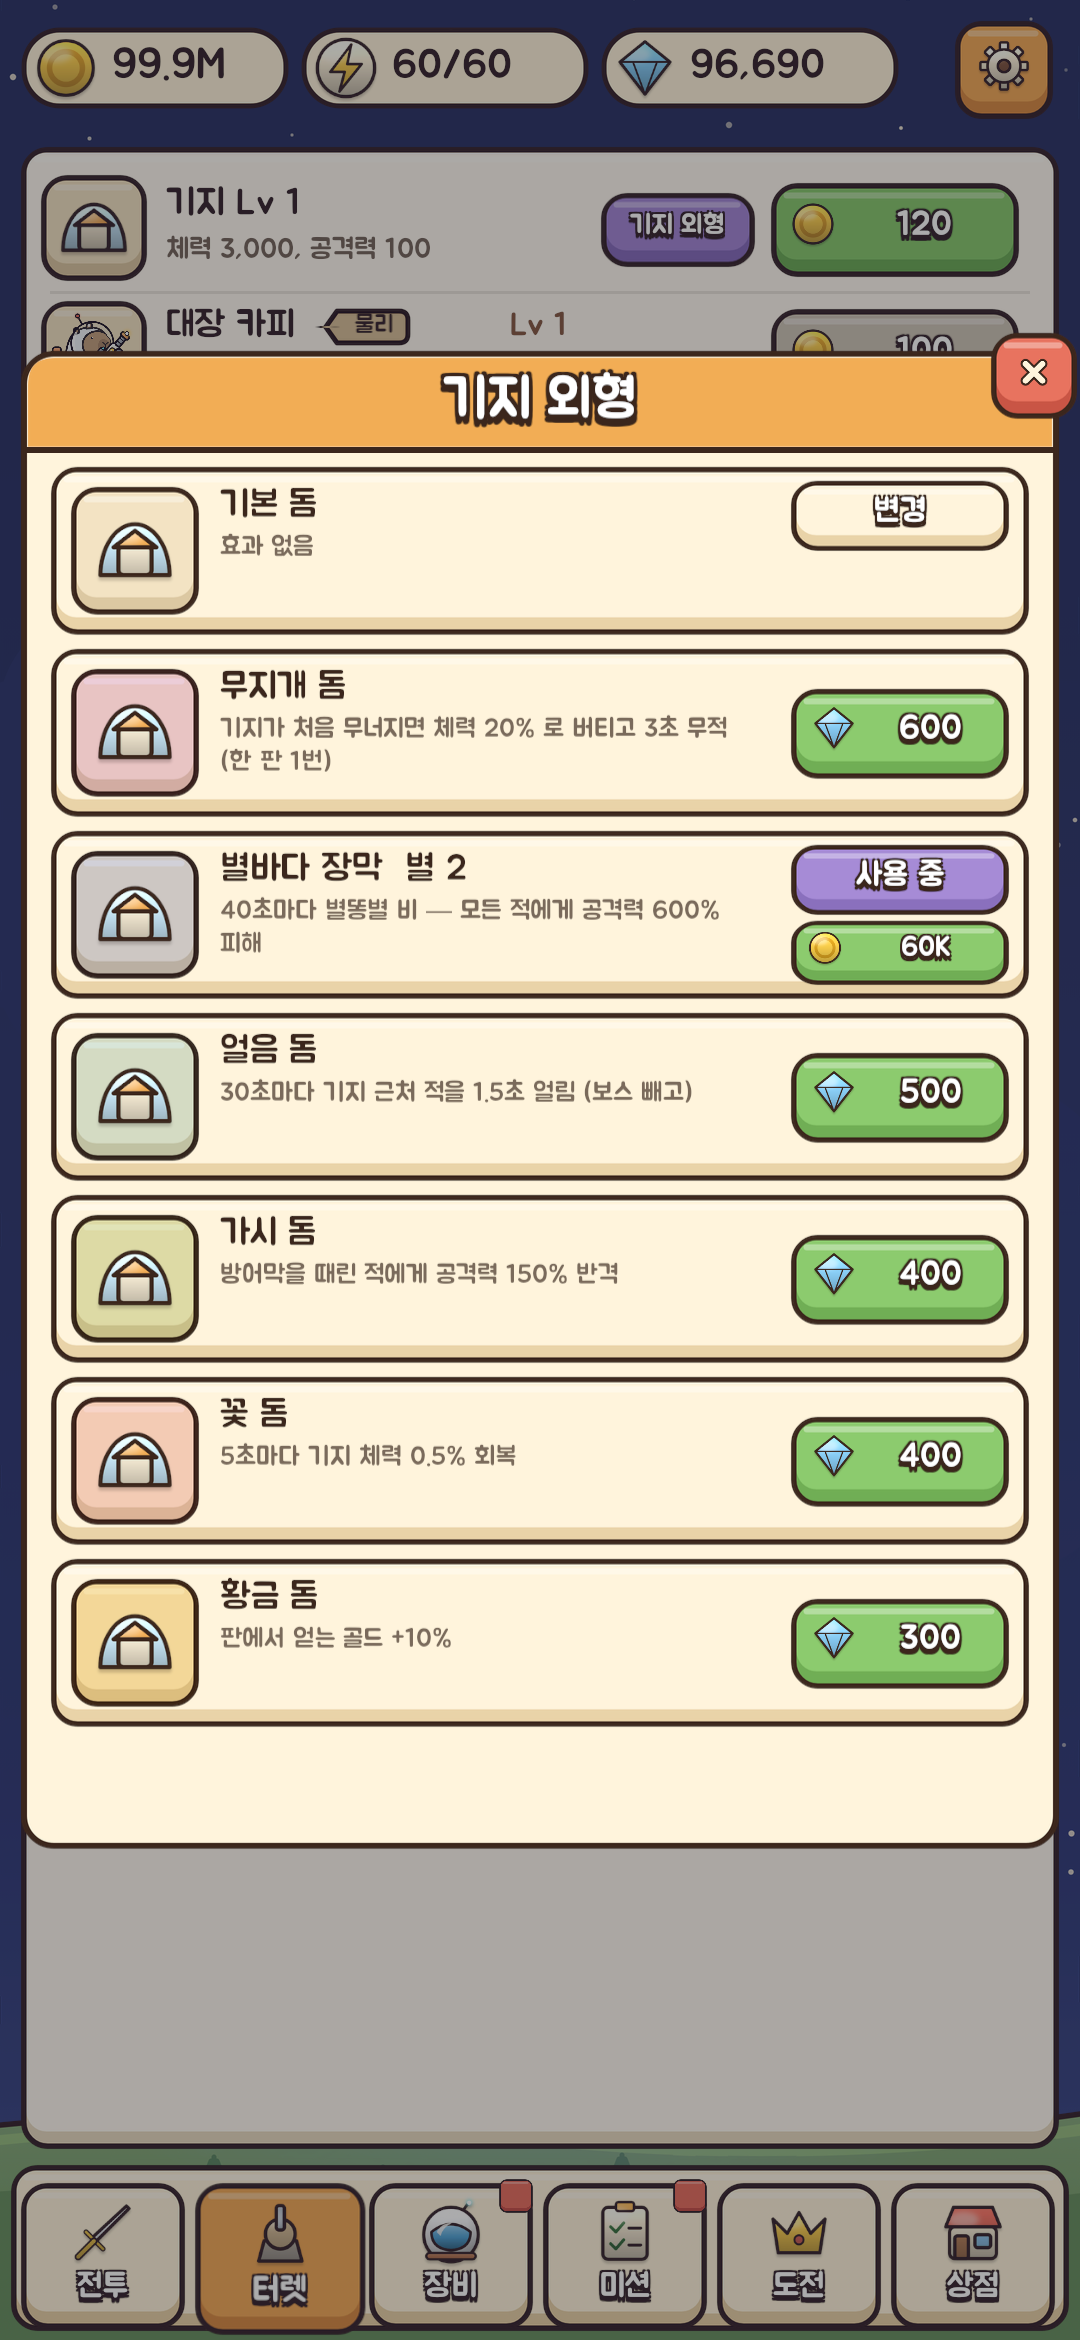 99.9M
60/60
96,690
기지 Lv 1
체력 3,000, 공격력 100
기지 외형
120
대장 카피
물리
Lv 1
100
기지 외형
기본 돔
효과 없음
변경
무지개 돔
기지가 처음 무너지면 체력 20% 로 버티고 3초 무적
(한 판 1번)
600
별바다 장막 별 2
40초마다 별똥별 비 — 모든 적에게 공격력 600%
피해
사용 중
60K
얼음 돔
30초마다 기지 근처 적을 1.5초 얼림 (보스 빼고)
500
가시 돔
방어막을 때린 적에게 공격력 150% 반격
400
꽃 돔
5초마다 기지 체력 0.5% 회복
400
황금 돔
판에서 얻는 골드 +10%
300
전투
터렛
장비
미션
도전
상점